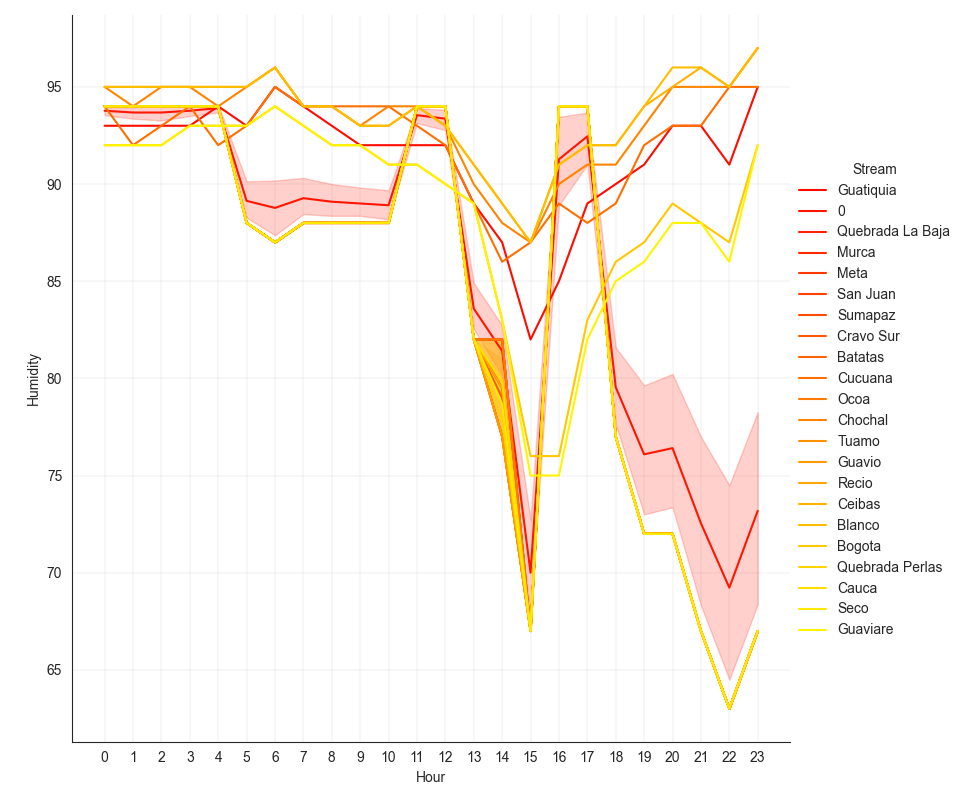 95
90
85
80
75
70
65
Humidity
0 1 2 3 4 5 6 7 8 9 10 11 12 13 14 15 16 17 18 19 20 21 22 23
Hour
Stream
Guatiquia
0
Quebrada La Baja
Murca
Meta
San Juan
Sumapaz
Cravo Sur
Batatas
Cucuana
Ocoa
Chochal
Tuamo
Guavio
Recio
Ceibas
Blanco
Bogota
Quebrada Perlas
Cauca
Seco
Guaviare